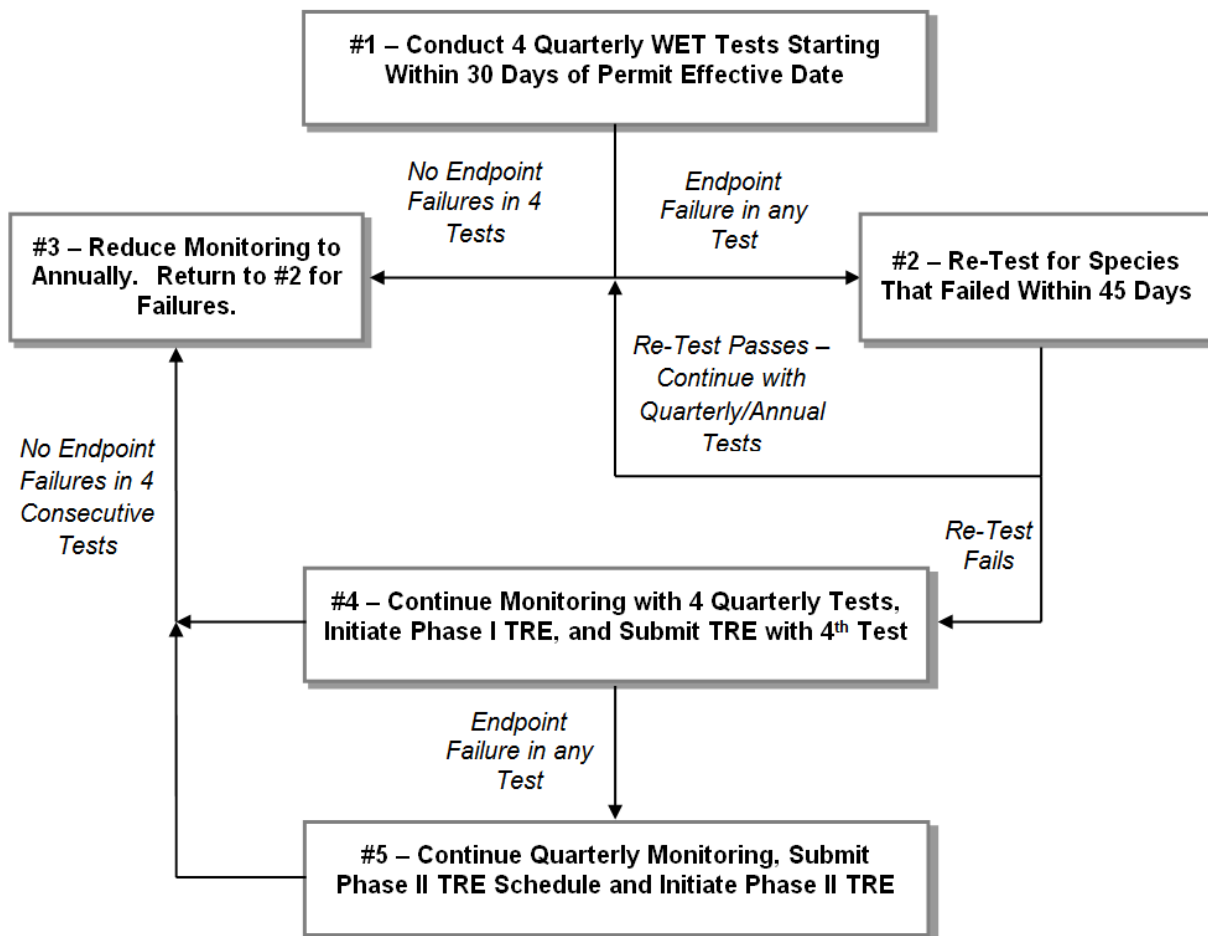 #1 – Conduct 4 Quarterly WET Tests Starting
Within 30 Days of Permit Effective Date
No Endpoint
Failures in 4
Tests
Endpoint
Failure in any
Test
#3 – Reduce Monitoring to
Annually.   Return to #2 for
Failures.
#2 – Re-Test for Species
That Failed Within 45 Days
Re-Test Passes –
Continue with
Quarterly/Annual
Tests
No Endpoint
Failures in 4
Consecutive
Tests
Re-Test
Fails
#4 – Continue Monitoring with 4 Quarterly Tests,
Initiate Phase I TRE, and Submit TRE with 4th Test
Endpoint
Failure in any
Test
#5 – Continue Quarterly Monitoring, Submit
Phase II TRE Schedule and Initiate Phase II TRE